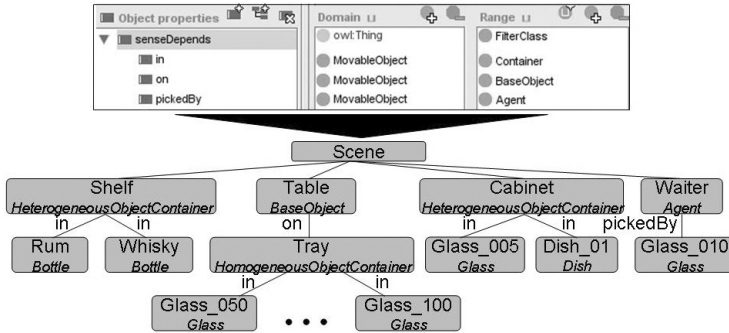 Object properties
Domain ⊔
Range ⊔
senseDepends
owl:Thing
FilterClass
in
MovableObject
Container
on
MovableObject
BaseObject
pickedBy
MovableObject
Agent
Scene
Shelf
HeterogeneousObjectContainer
Table
BaseObject
Cabinet
HeterogeneousObjectContainer
Waiter
Agent
in
in
on
in
in
pickedBy
Rum
Bottle
Whisky
Bottle
Tray
HomogeneousObjectContainer
Glass_005
Glass
Dish_01
Dish
Glass_010
Glass
in
in
Glass_050
Glass
• • •
Glass_100
Glass